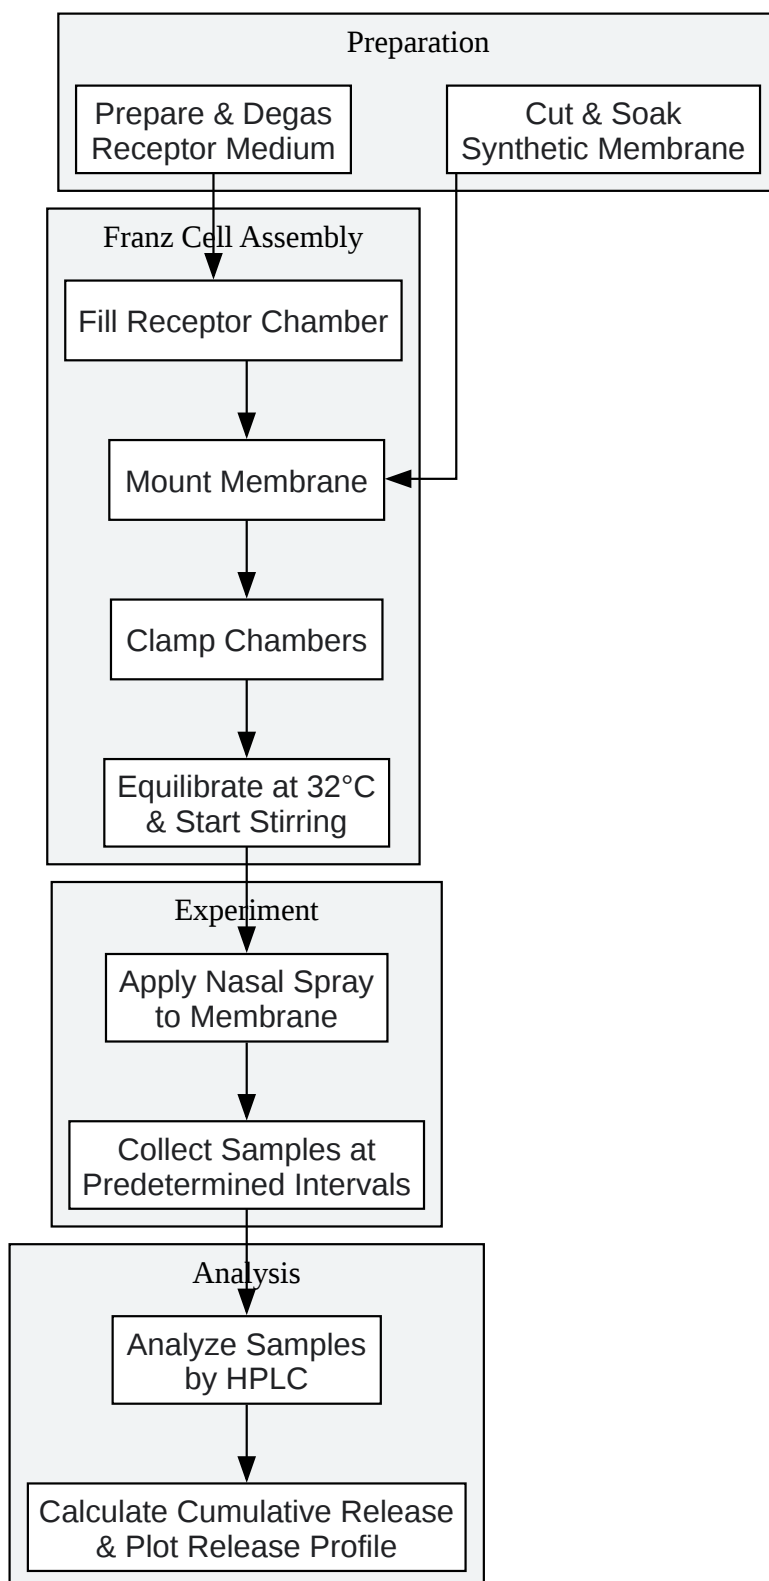 Preparation
Prepare & Degas
Receptor Medium
Cut & Soak
Synthetic Membrane
Franz Cell Assembly
Fill Receptor Chamber
Mount Membrane
Clamp Chambers
Equilibrate at 32°C
& Start Stirring
Experiment
Apply Nasal Spray
to Membrane
Collect Samples at
Predetermined Intervals
Analysis
Analyze Samples
by HPLC
Calculate Cumulative Release
& Plot Release Profile